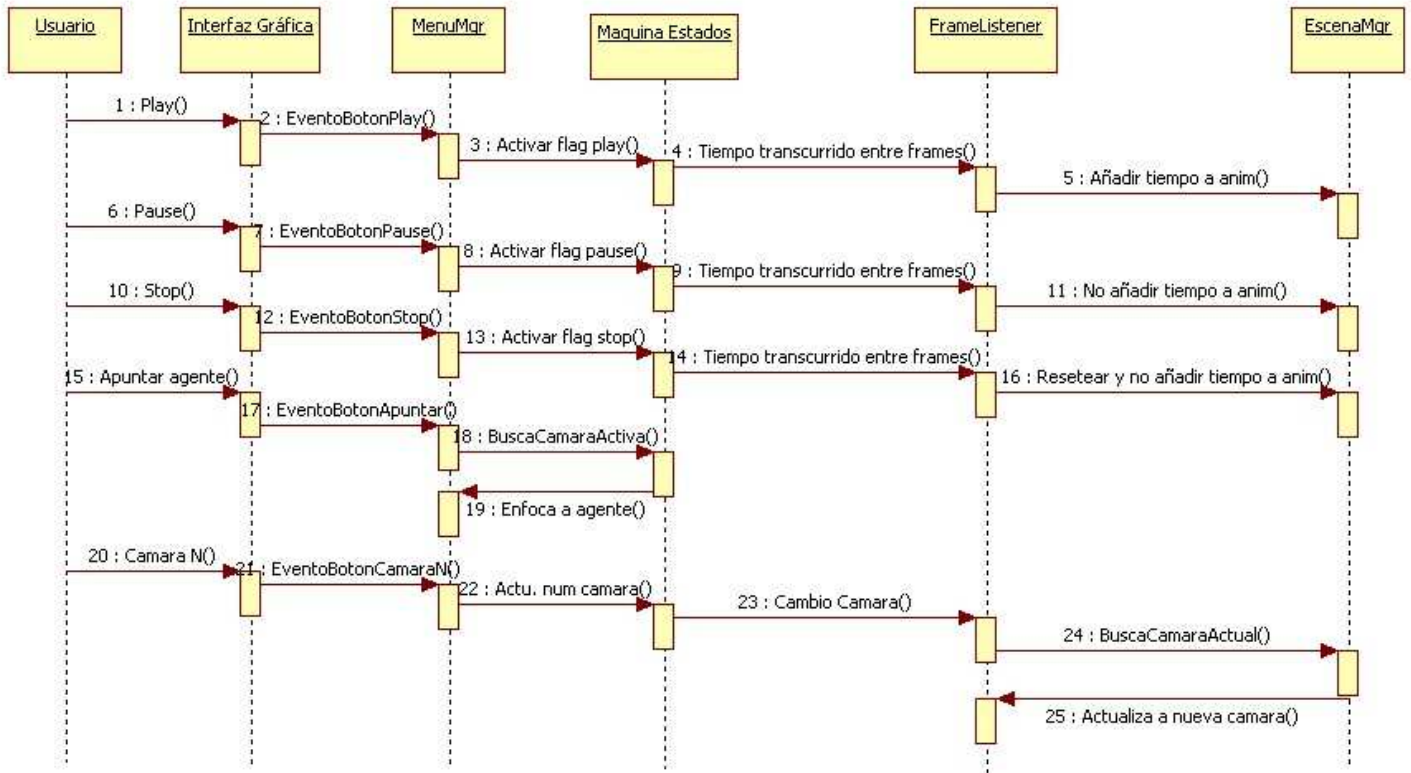 Usuario
Interfaz Gráfica
MenuMgr
Maquina Estados
FrameListener
EscenaMgr
1 : Play()
2 : EventoBotonPlay()
3 : Activar flag play()
4 : Tiempo transcurrido entre frames()
5 : Añadir tiempo a anim()
6 : Pause()
7 : EventoBotonPause()
8 : Activar flag pause()
9 : Tiempo transcurrido entre frames()
10 : Stop()
11 : No añadir tiempo a anim()
12 : EventoBotonStop()
13 : Activar flag stop()
14 : Tiempo transcurrido entre frames()
15 : Apuntar agente()
16 : Resetear y no añadir tiempo a anim()
17 : EventoBotonApuntar()
18 : BuscaCamaraActiva()
19 : Enfoca a agente()
20 : Camara N()
21 : EventoBotonCamaraN()
22 : Actu. num camara()
23 : Cambio Camara()
24 : BuscaCamaraActual()
25 : Actualiza a nueva camara()